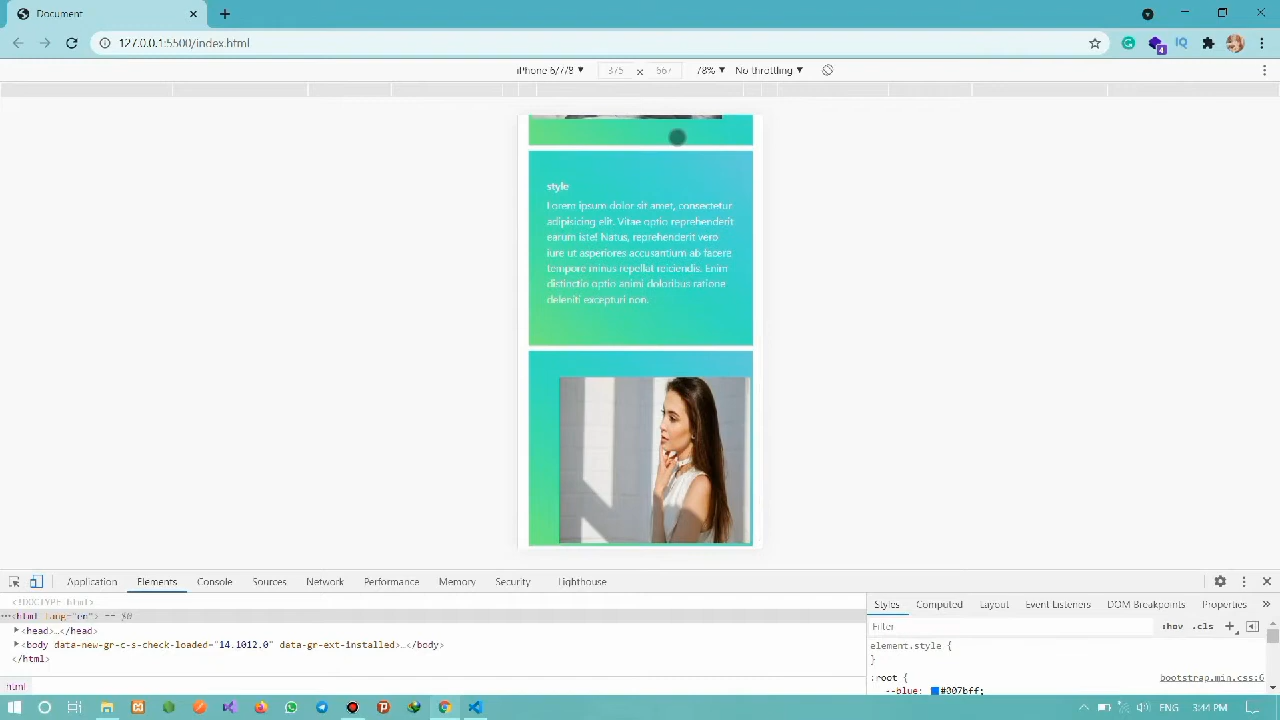 Document
127.0.0.1:5500/index.html
4
IQ
iPhone 6/7/8 ▼ 375 x 667 78% ▼ No throttling ▼
style
Lorem ipsum dolor sit amet, consectetur
adipisicing elit. Vitae optio reprehenderit
earum iste! Natus, reprehenderit vero
iure ut asperiores accusantium ab facere
tempore minus repellat reiciendis. Enim
distinctio optio animi doloribus ratione
deleniti excepturi non.
Application Elements Console Sources Network Performance Memory Security Lighthouse
<!DOCTYPE html>
<html lang="en"> == $0
<head>…</head>
<body data-new-gr-c-s-check-loaded="14.1012.0" data-gr-ext-installed>…</body>
</html>
html
Styles Computed Layout Event Listeners DOM Breakpoints Properties »
Filter :hov .cls +
element.style {
}
:root { bootstrap.min.css:6
--blue: #007bff;
ENG 3:44 PM